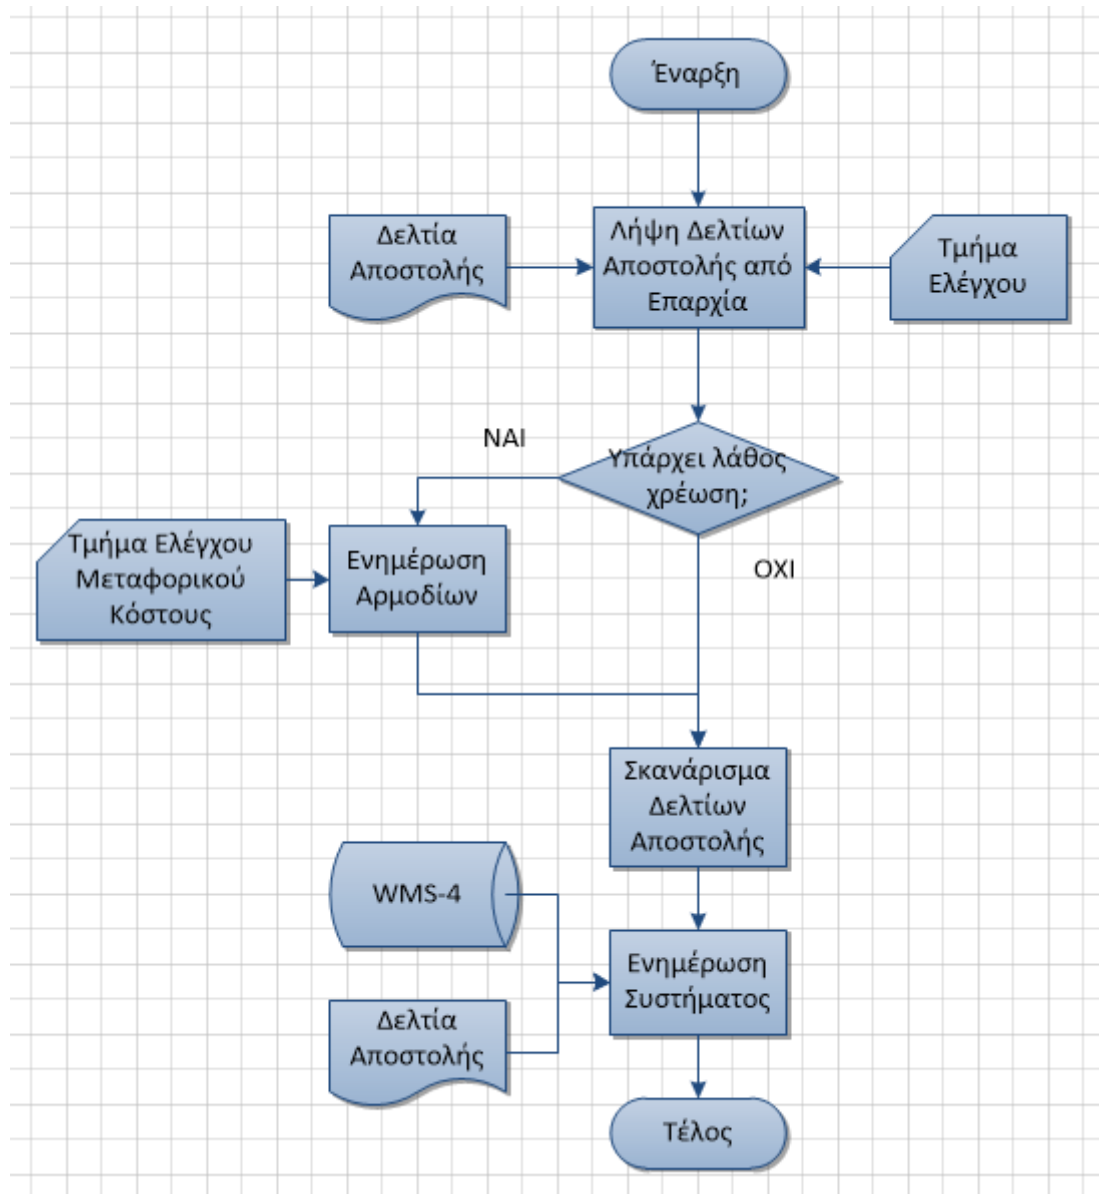 Έναρξη
Δελτία
Αποστολής
Λήψη Δελτίων
Αποστολής από
Επαρχία
Τμήμα
Ελέγχου
ΝΑΙ
Υπάρχει λάθος
χρέωση;
ΟΧΙ
Τμήμα Ελέγχου
Μεταφορικού
Κόστους
Ενημέρωση
Αρμοδίων
Σκανάρισμα
Δελτίων
Αποστολής
WMS-4
Ενημέρωση
Συστήματος
Δελτία
Αποστολής
Τέλος